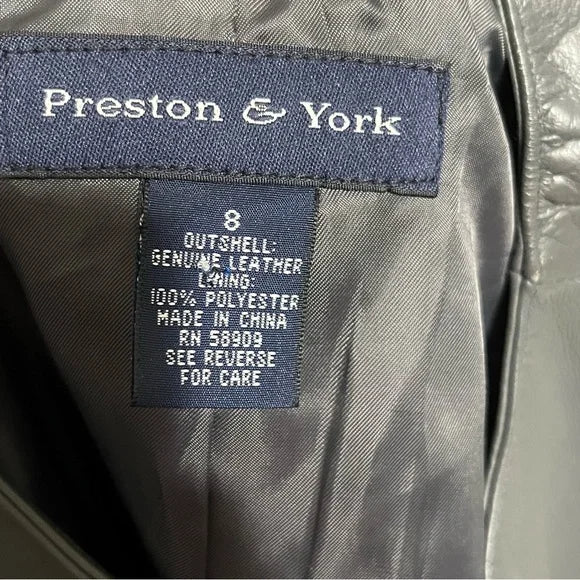 Preston & York
8
OUTSHELL:
GENUINE LEATHER
LINING:
100% POLYESTER
MADE IN CHINA
RN 58909
SEE REVERSE
FOR CARE